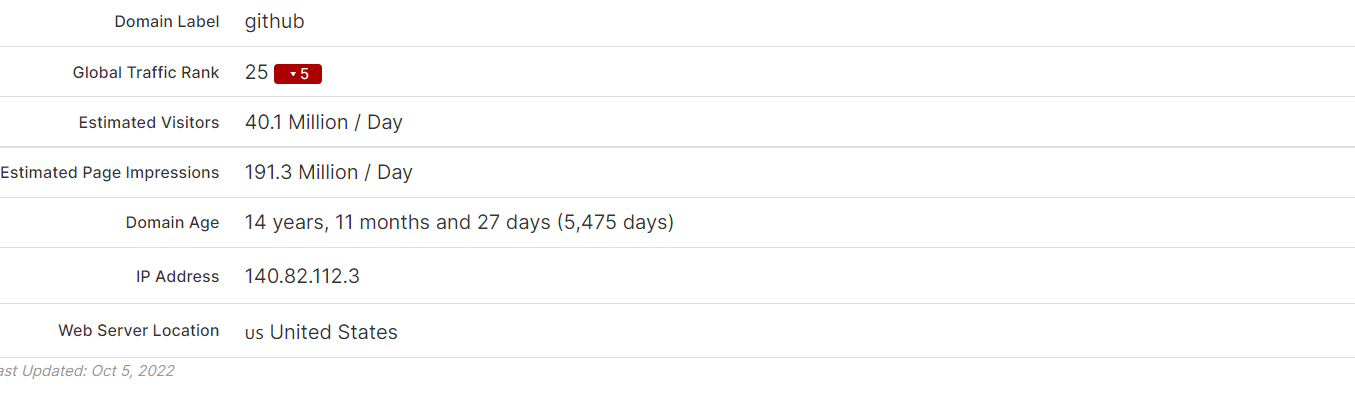 Domain Label github
Global Traffic Rank 25 ▼ 5
Estimated Visitors 40.1 Million / Day
Estimated Page Impressions 191.3 Million / Day
Domain Age 14 years, 11 months and 27 days (5,475 days)
IP Address 140.82.112.3
Web Server Location US United States
ast Updated: Oct 5, 2022